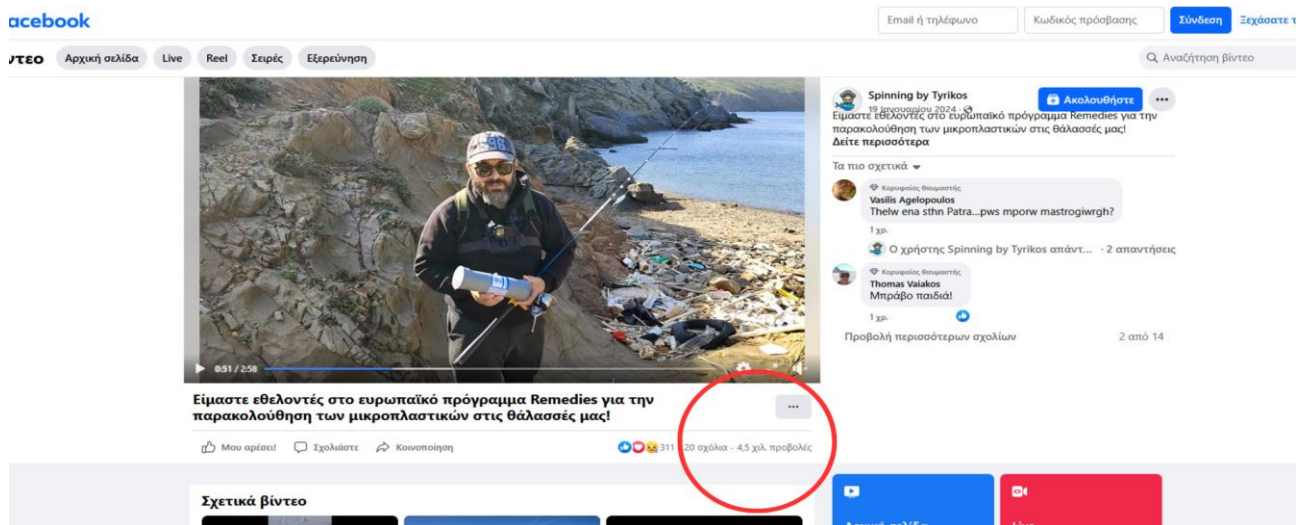 acebook
Email ή τηλέφωνο
Κωδικός πρόσβασης
Σύνδεση
Ξεχάσατε τ
ντεο
Αρχική σελίδα
Live
Reel
Σειρές
Εξερεύνηση
Αναζήτηση βίντεο
Spinning by Tyrikos
19 Ιανουαρίου 2024 ·
Ακολουθήστε
Είμαστε εθελοντές στο ευρωπαϊκό πρόγραμμα Remedies για την
παρακολούθηση των μικροπλαστικών στις θάλασσές μας!
Δείτε περισσότερα
Τα πιο σχετικά
Κορυφαίος θαυμαστής
Vasilis Agelopoulos
Thelw ena sthn Patra...pws mporw mastrogiwrgh?
1 χρ.
Ο χρήστης Spinning by Tyrikos απάντ... · 2 απαντήσεις
Κορυφαίος θαυμαστής
Thomas Vaiakos
Μπράβο παιδιά!
1 χρ.
Προβολή περισσότερων σχολίων
2 από 14
98
0:51 / 2:58
Είμαστε εθελοντές στο ευρωπαϊκό πρόγραμμα Remedies για την
παρακολούθηση των μικροπλαστικών στις θάλασσές μας!
Μου αρέσει!
Σχολιάστε
Κοινοποίηση
311 · 20 σχόλια · 4,5 χιλ. προβολές
Σχετικά βίντεο
Αρχική σελίδα
Live